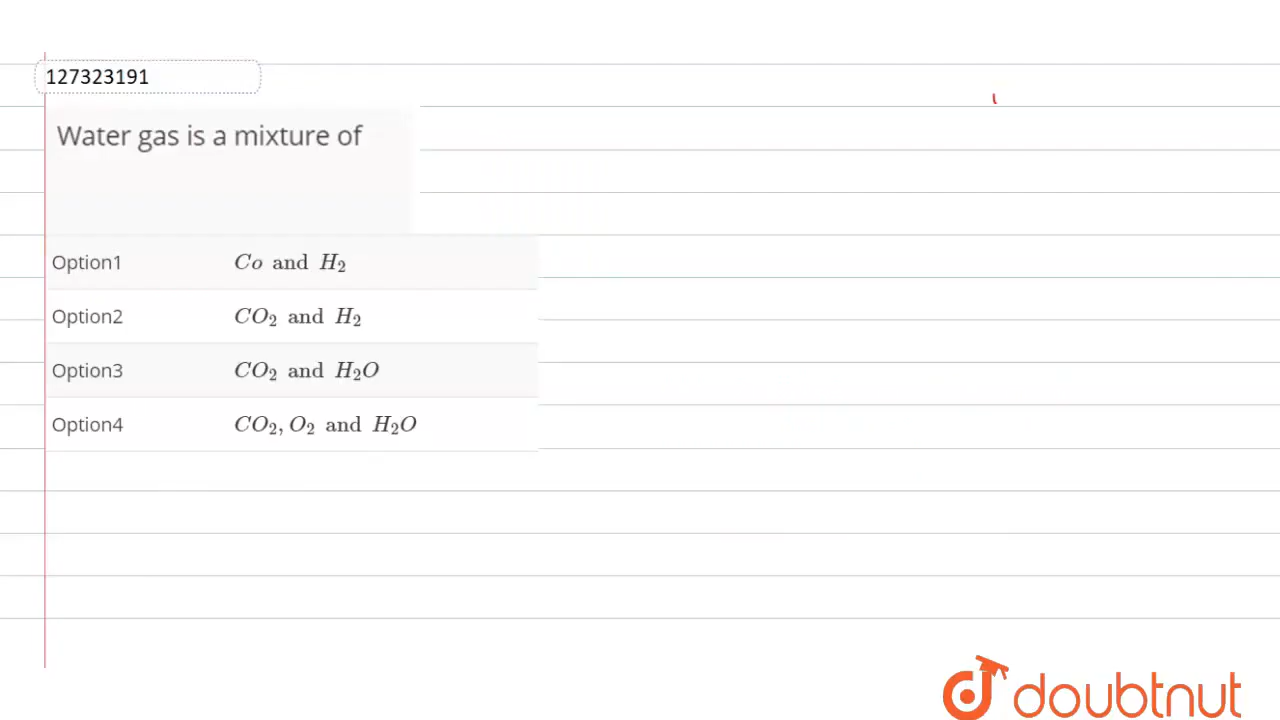 127323191
Water gas is a mixture of
Option1 Co and H2
Option2 CO2 and H2
Option3 CO2 and H2O
Option4 CO2, O2 and H2O
doubtnut